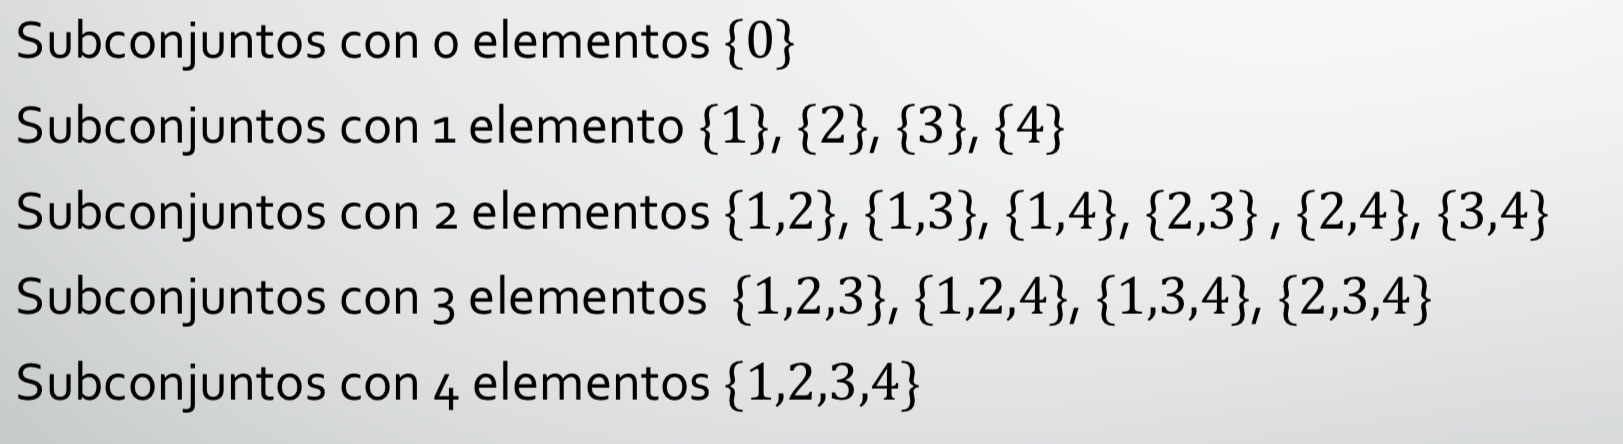 Subconjuntos con 0 elementos {0}
Subconjuntos con 1 elemento {1}, {2}, {3}, {4}
Subconjuntos con 2 elementos {1,2}, {1,3}, {1,4}, {2,3} , {2,4}, {3,4}
Subconjuntos con 3 elementos {1,2,3}, {1,2,4}, {1,3,4}, {2,3,4}
Subconjuntos con 4 elementos {1,2,3,4}